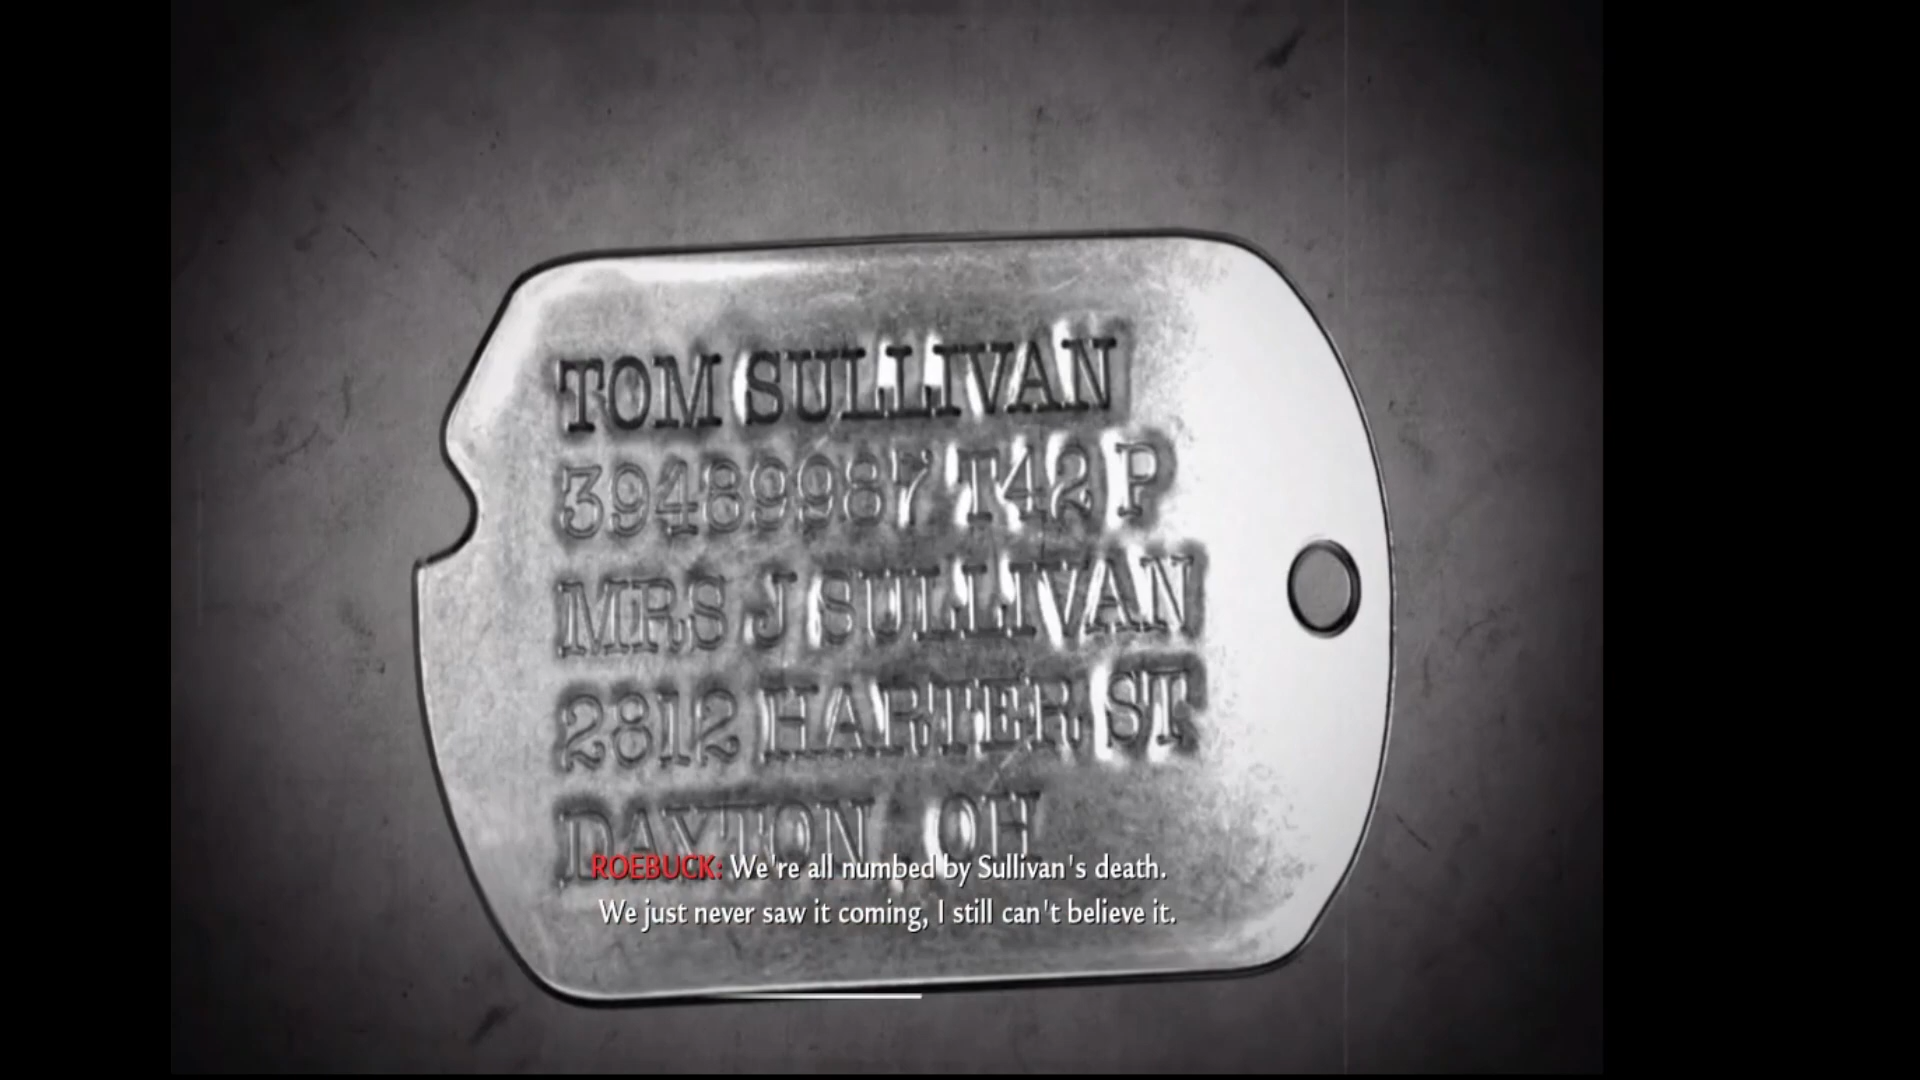 TOM SULLIVAN
39489987 T42 P
MRS J SULLIVAN
2812 HARTER ST
DAYTON OH
ROEBUCK: We're all numbed by Sullivan's death.
We just never saw it coming, I still can't believe it.